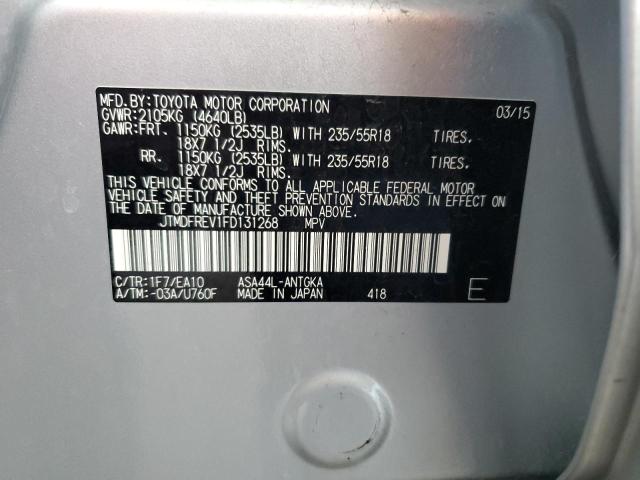 MFD. BY: TOYOTA MOTOR CORPORATION 03/15
GVWR: 2105KG (4640LB)
GAWR: FRT. 1150KG (2535LB) WITH 235/55R18 TIRES.
18X7 1/2J RIMS.
RR. 1150KG (2535LB) WITH 235/55R18 TIRES.
18X7 1/2J RIMS.
THIS VEHICLE CONFORMS TO ALL APPLICABLE FEDERAL MOTOR
VEHICLE SAFETY AND THEFT PREVENTION STANDARDS IN EFFECT
ON THE DATE OF MANUFACTURE SHOWN ABOVE.
JTMDFREV1FD131268 MPV
C/TR: 1F7/EA10 ASA44L-ANTGKA
A/TM: -03A/U760F MADE IN JAPAN 418 E